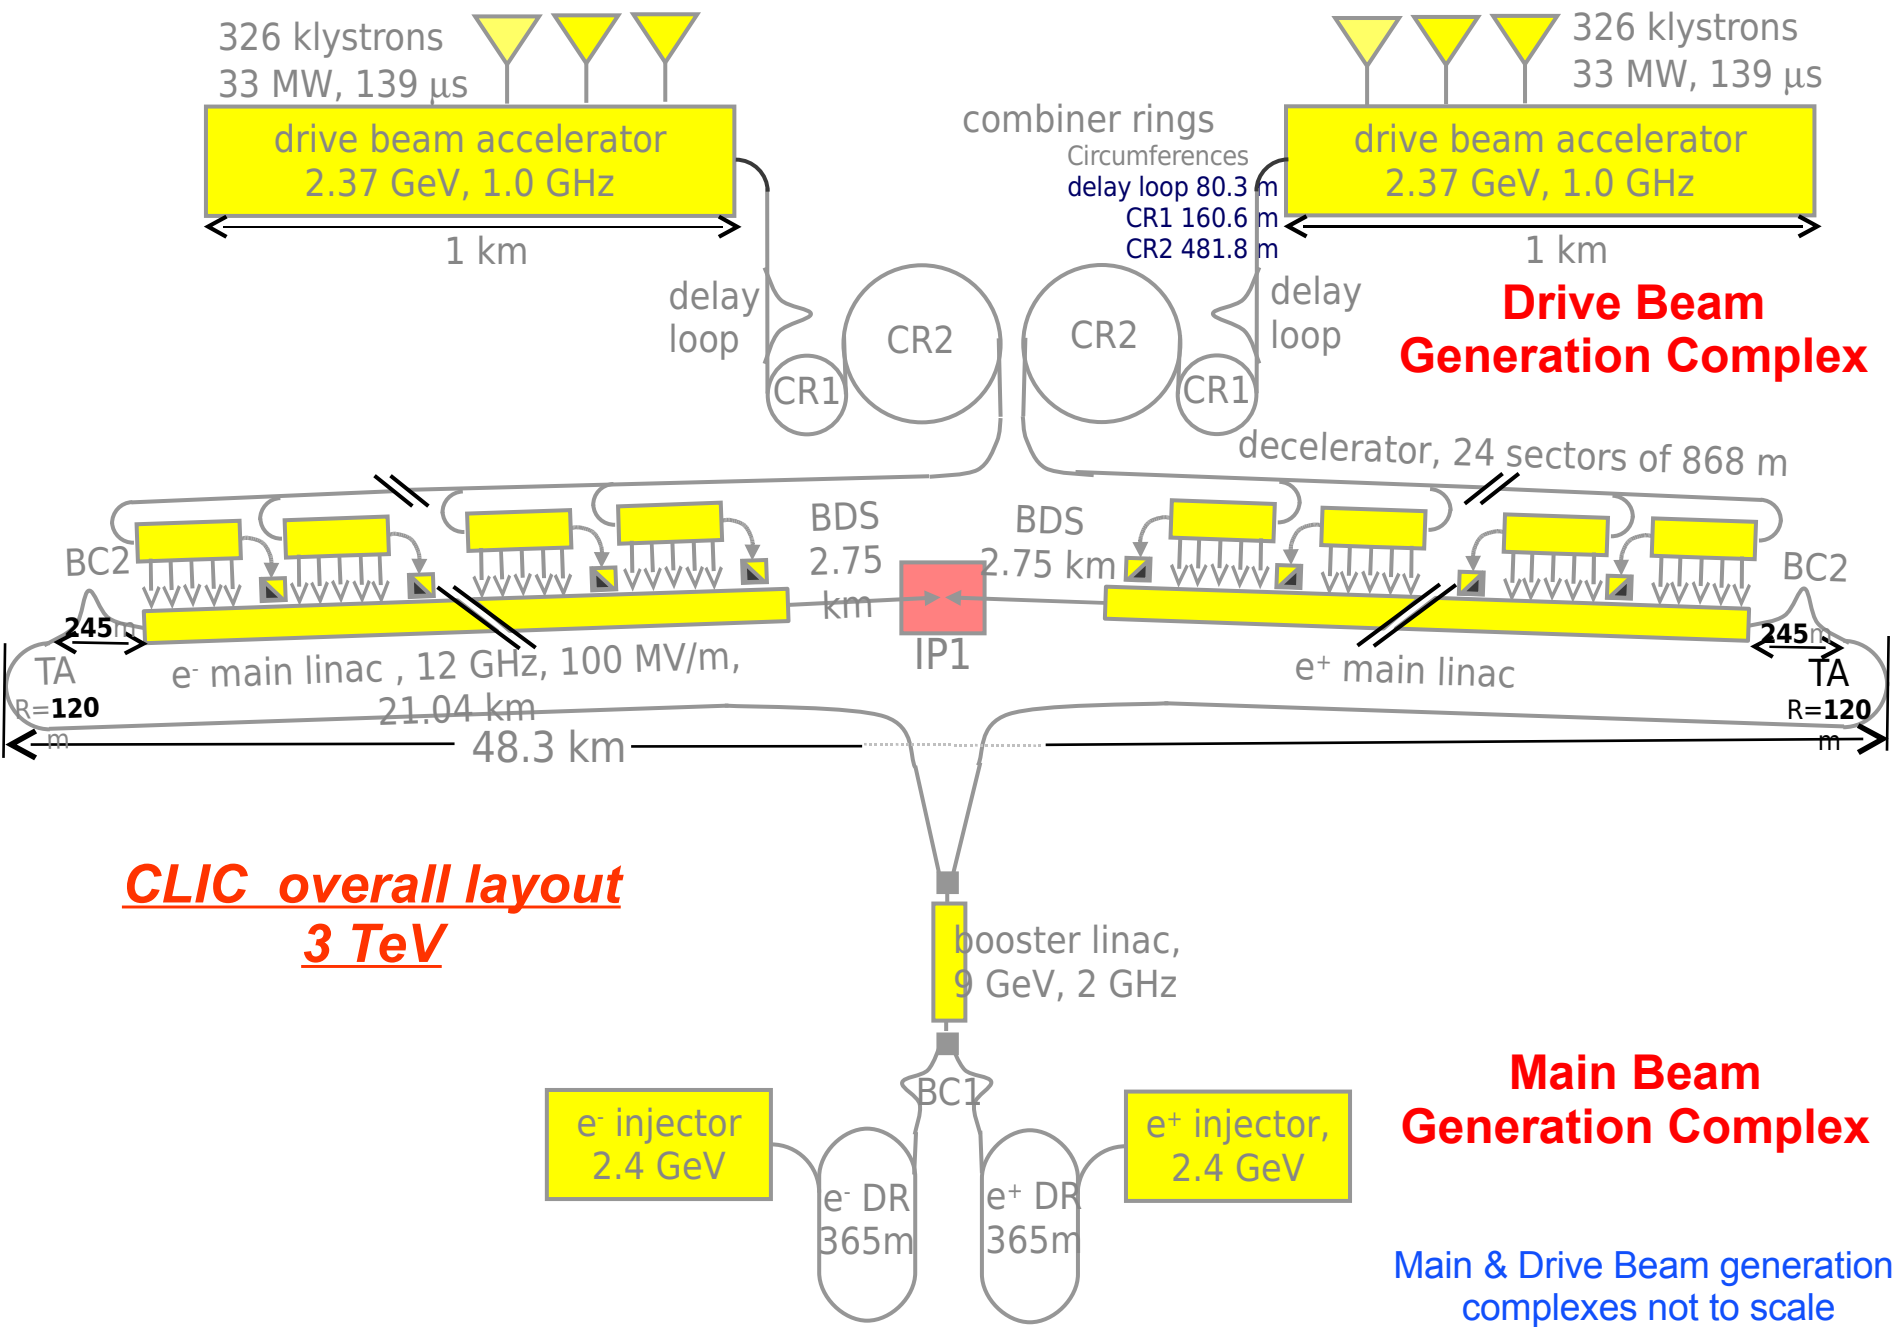 326 klystrons
33 MW, 139 μs
drive beam accelerator
2.37 GeV, 1.0 GHz
1 km
326 klystrons
33 MW, 139 μs
drive beam accelerator
2.37 GeV, 1.0 GHz
1 km
combiner rings
Circumferences
delay loop 80.3 m
CR1 160.6 m
CR2 481.8 m
delay
loop
CR1
CR2
CR2
CR1
delay
loop
Drive Beam
Generation Complex
decelerator, 24 sectors of 868 m
BC2
BDS
2.75
km
BDS
2.75 km
BC2
245m
245m
IP1
TA
R=120
m
e⁻ main linac , 12 GHz, 100 MV/m,
21.04 km
e⁺ main linac
TA
R=120
m
48.3 km
CLIC overall layout
3 TeV
booster linac,
9 GeV, 2 GHz
BC1
Main Beam
Generation Complex
e⁻ injector
2.4 GeV
e⁻ DR
365m
e⁺ DR
365m
e⁺ injector,
2.4 GeV
Main & Drive Beam generation
complexes not to scale